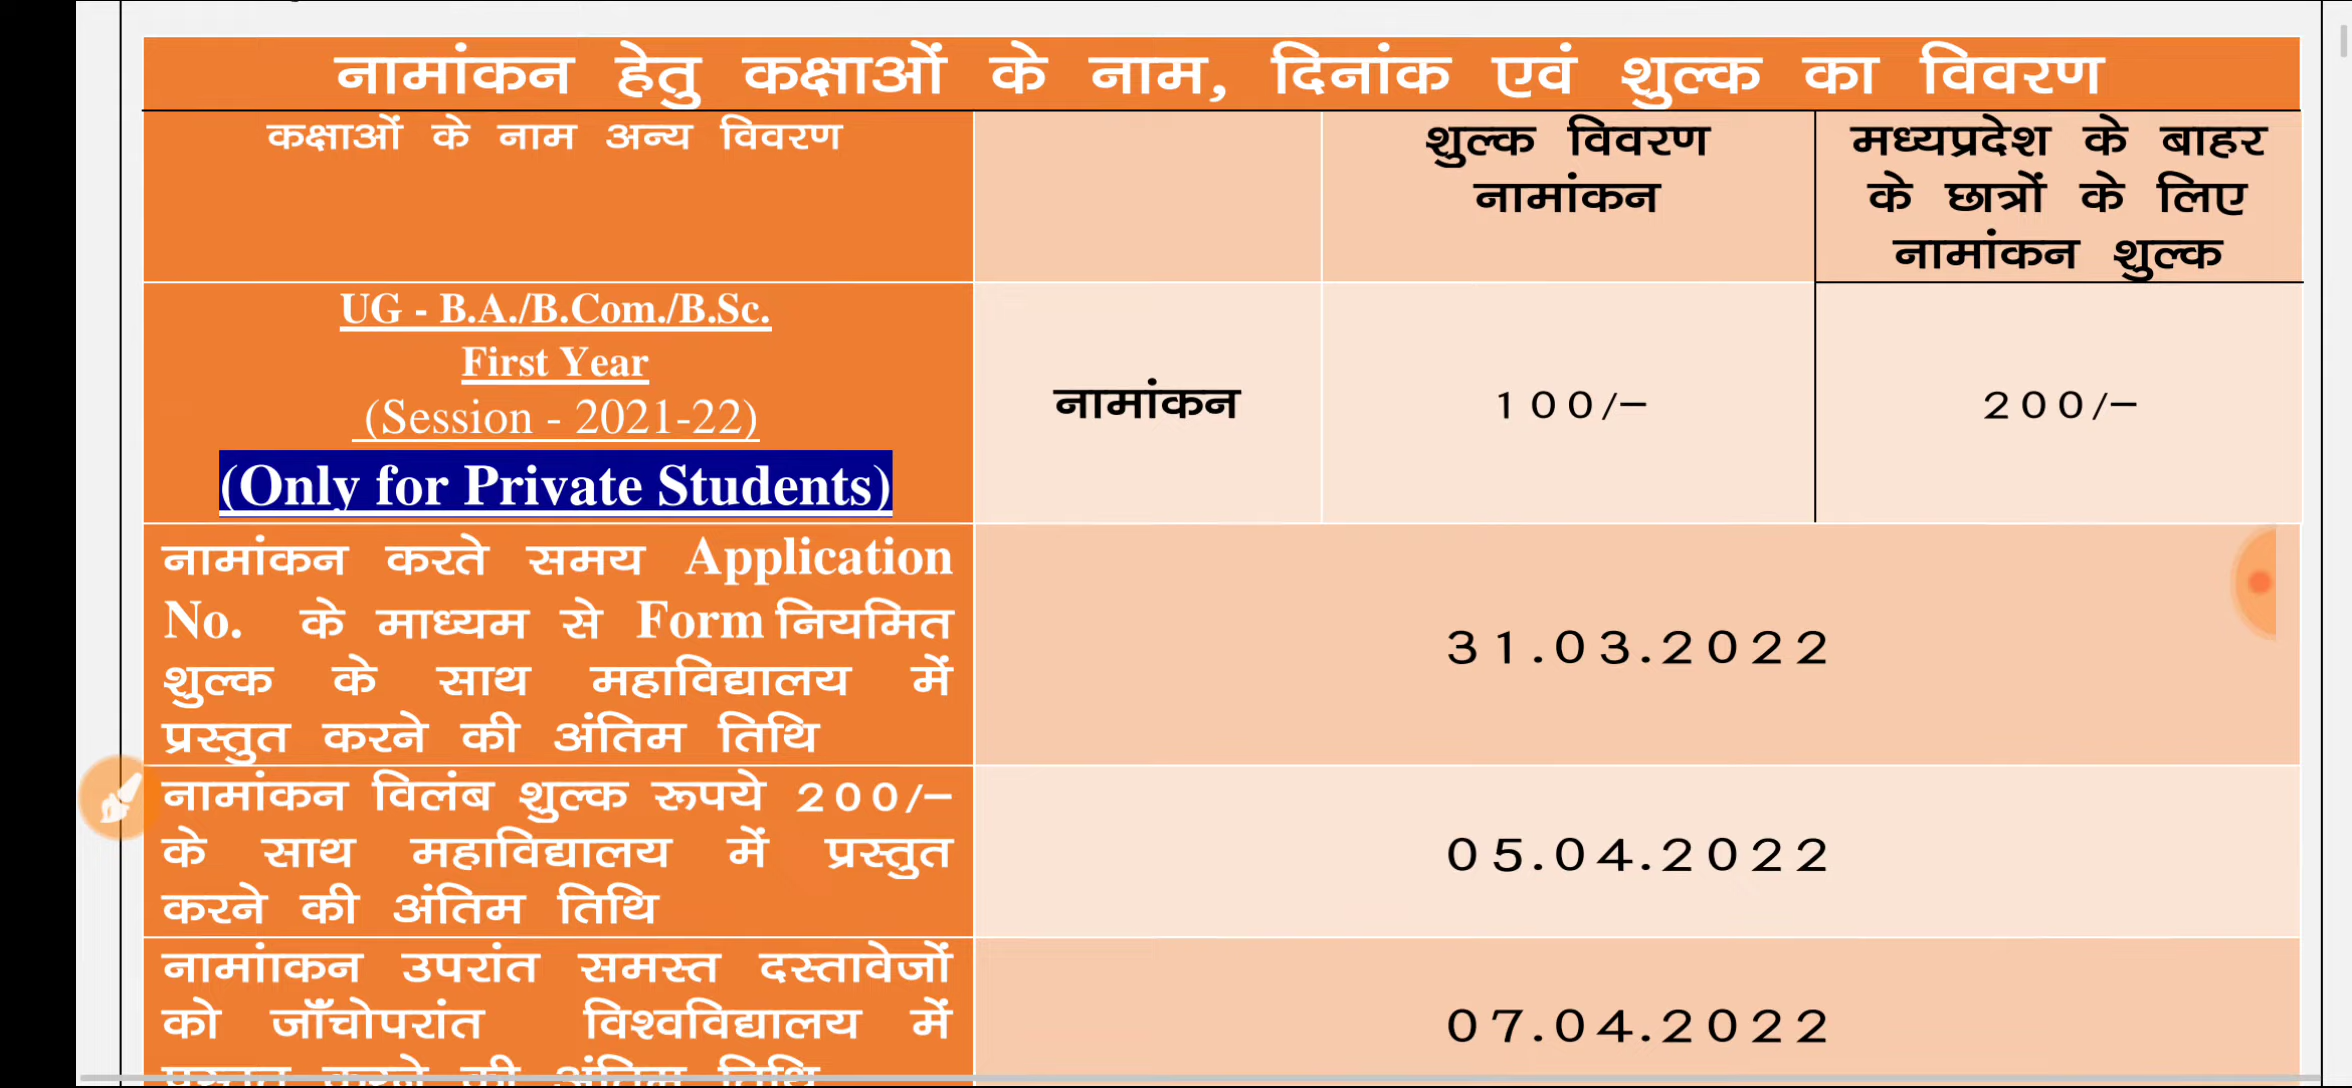 नामांकन हेतु कक्षाओं के नाम, दिनांक एवं शुल्क का विवरण
कक्षाओं के नाम अन्य विवरण
शुल्क विवरण
नामांकन
मध्यप्रदेश के बाहर
के छात्रों के लिए
नामांकन शुल्क
UG - B.A./B.Com./B.Sc.
First Year
(Session - 2021-22)
(Only for Private Students)
नामांकन
100/–
200/–
नामांकन करते समय Application
No. के माध्यम से Form नियमित
शुल्क के साथ महाविद्यालय में
प्रस्तुत करने की अंतिम तिथि
31.03.2022
नामांकन विलंब शुल्क रूपये 200/–
के साथ महाविद्यालय में प्रस्तुत
करने की अंतिम तिथि
05.04.2022
नामांाकन उपरांत समस्त दस्तावेजों
को जाँचोपरांत विश्वविद्यालय में
प्रस्तुत करने की अंतिम तिथि
07.04.2022